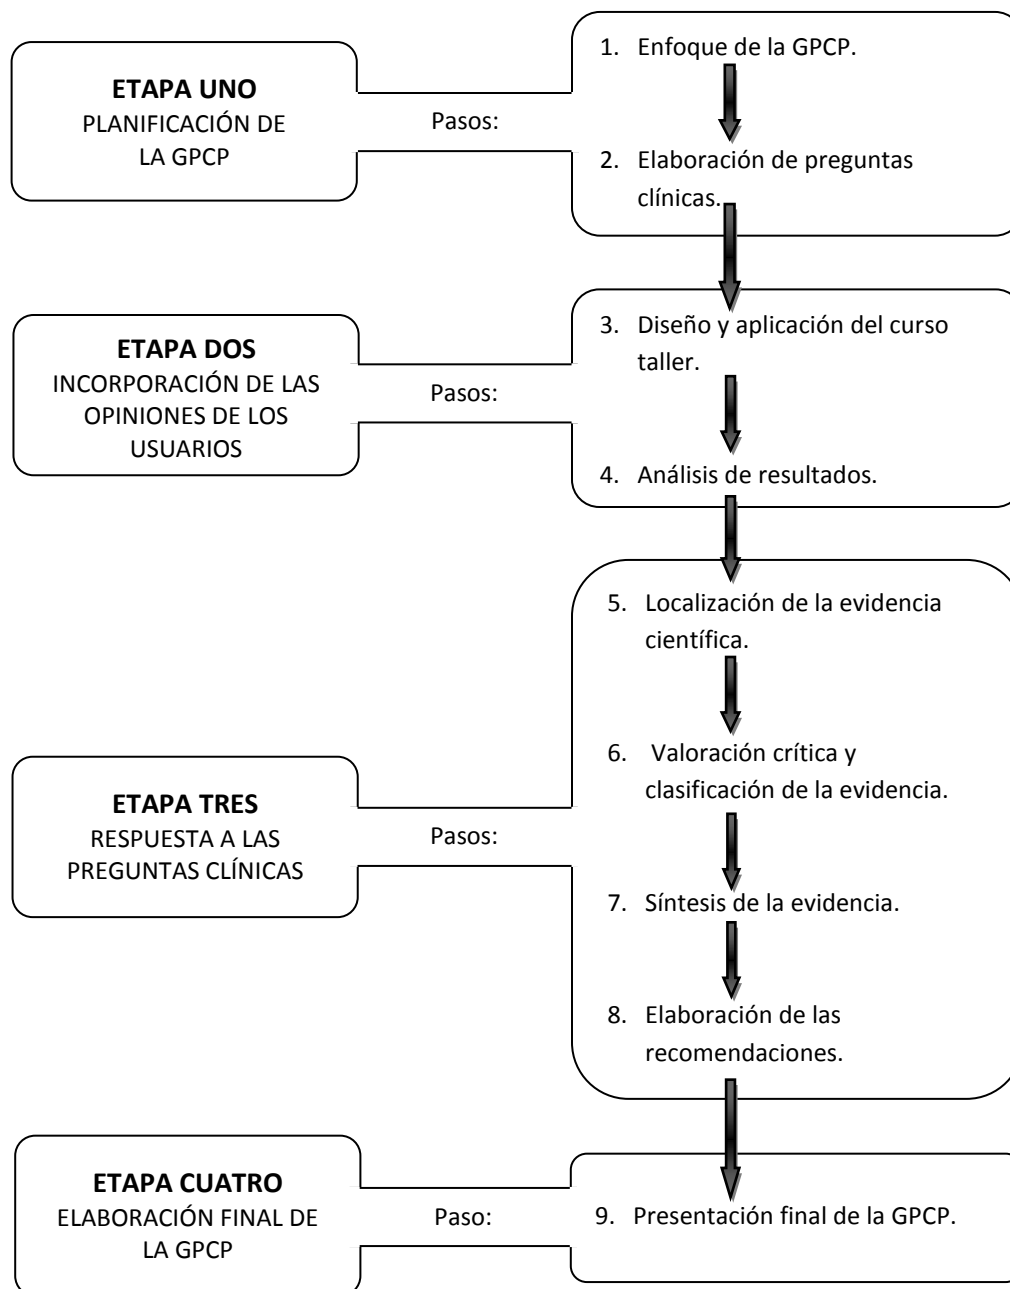 ETAPA UNO
PLANIFICACIÓN DE
LA GPCP
Pasos:
1. Enfoque de la GPCP.
2. Elaboración de preguntas
clínicas.
ETAPA DOS
INCORPORACIÓN DE LAS
OPINIONES DE LOS
USUARIOS
Pasos:
3. Diseño y aplicación del curso
taller.
4. Análisis de resultados.
ETAPA TRES
RESPUESTA A LAS
PREGUNTAS CLÍNICAS
Pasos:
5. Localización de la evidencia
científica.
6. Valoración crítica y
clasificación de la evidencia.
7. Síntesis de la evidencia.
8. Elaboración de las
recomendaciones.
ETAPA CUATRO
ELABORACIÓN FINAL DE
LA GPCP
Paso:
9. Presentación final de la GPCP.